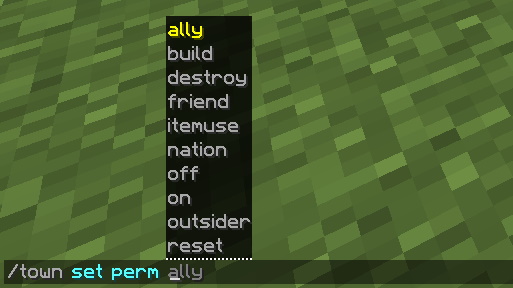 ally
build
destroy
friend
itemuse
nation
off
on
outsider
reset
/town set perm ally